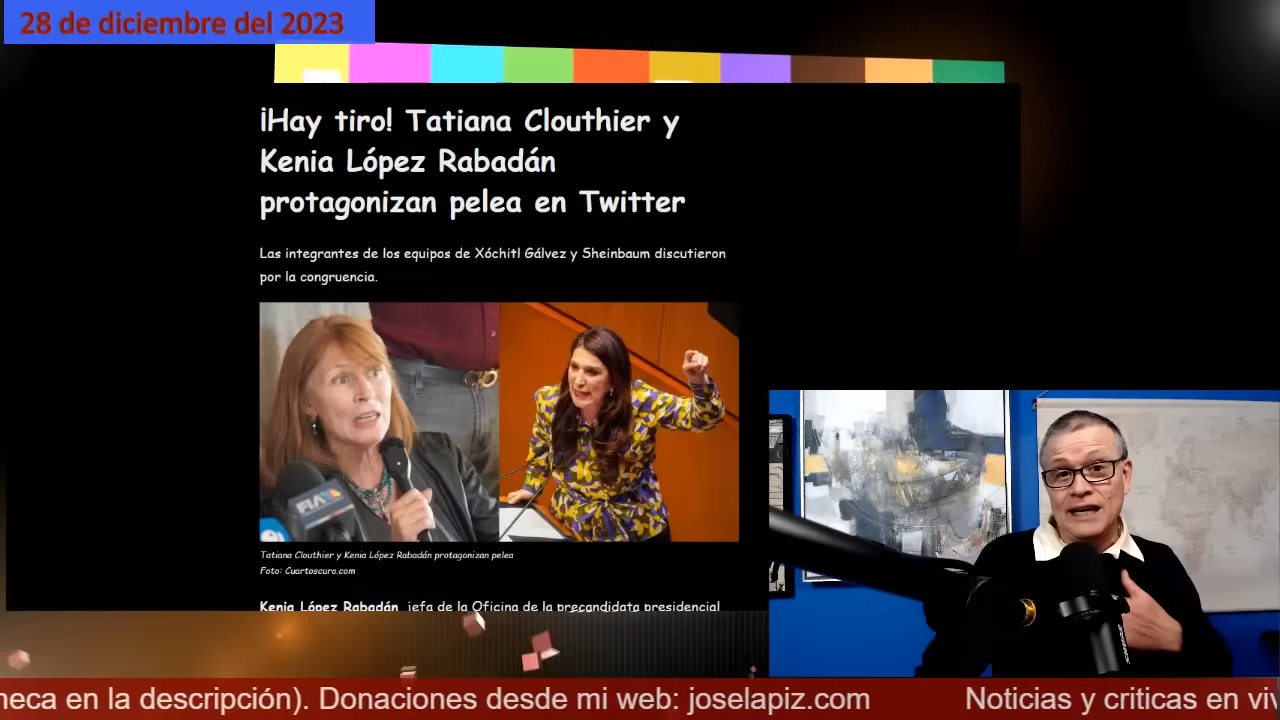 28 de diciembre del 2023
¡Hay tiro! Tatiana Clouthier y
Kenia López Rabadán
protagonizan pelea en Twitter
Las integrantes de los equipos de Xóchitl Gálvez y Sheinbaum discutieron
por la congruencia.
Tatiana Clouthier y Kenia López Rabadán protagonizan pelea
Foto: Cuartoscuro.com
Kenia López Rabadán, jefa de la Oficina de la precandidata presidencial
neca en la descripción). Donaciones desde mi web: joselapiz.com Noticias y criticas en viv